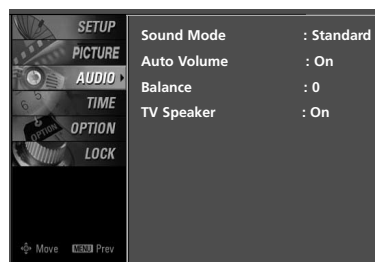 SETUP
PICTURE
AUDIO
TIME
OPTION
LOCK
Move MENU Prev
Sound Mode : Standard
Auto Volume : On
Balance : 0
TV Speaker : On